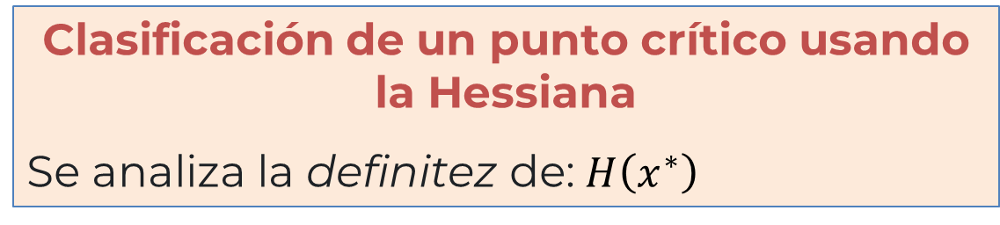 Clasificación de un punto crítico usando
la Hessiana
Se analiza la definitez de: H(x*)